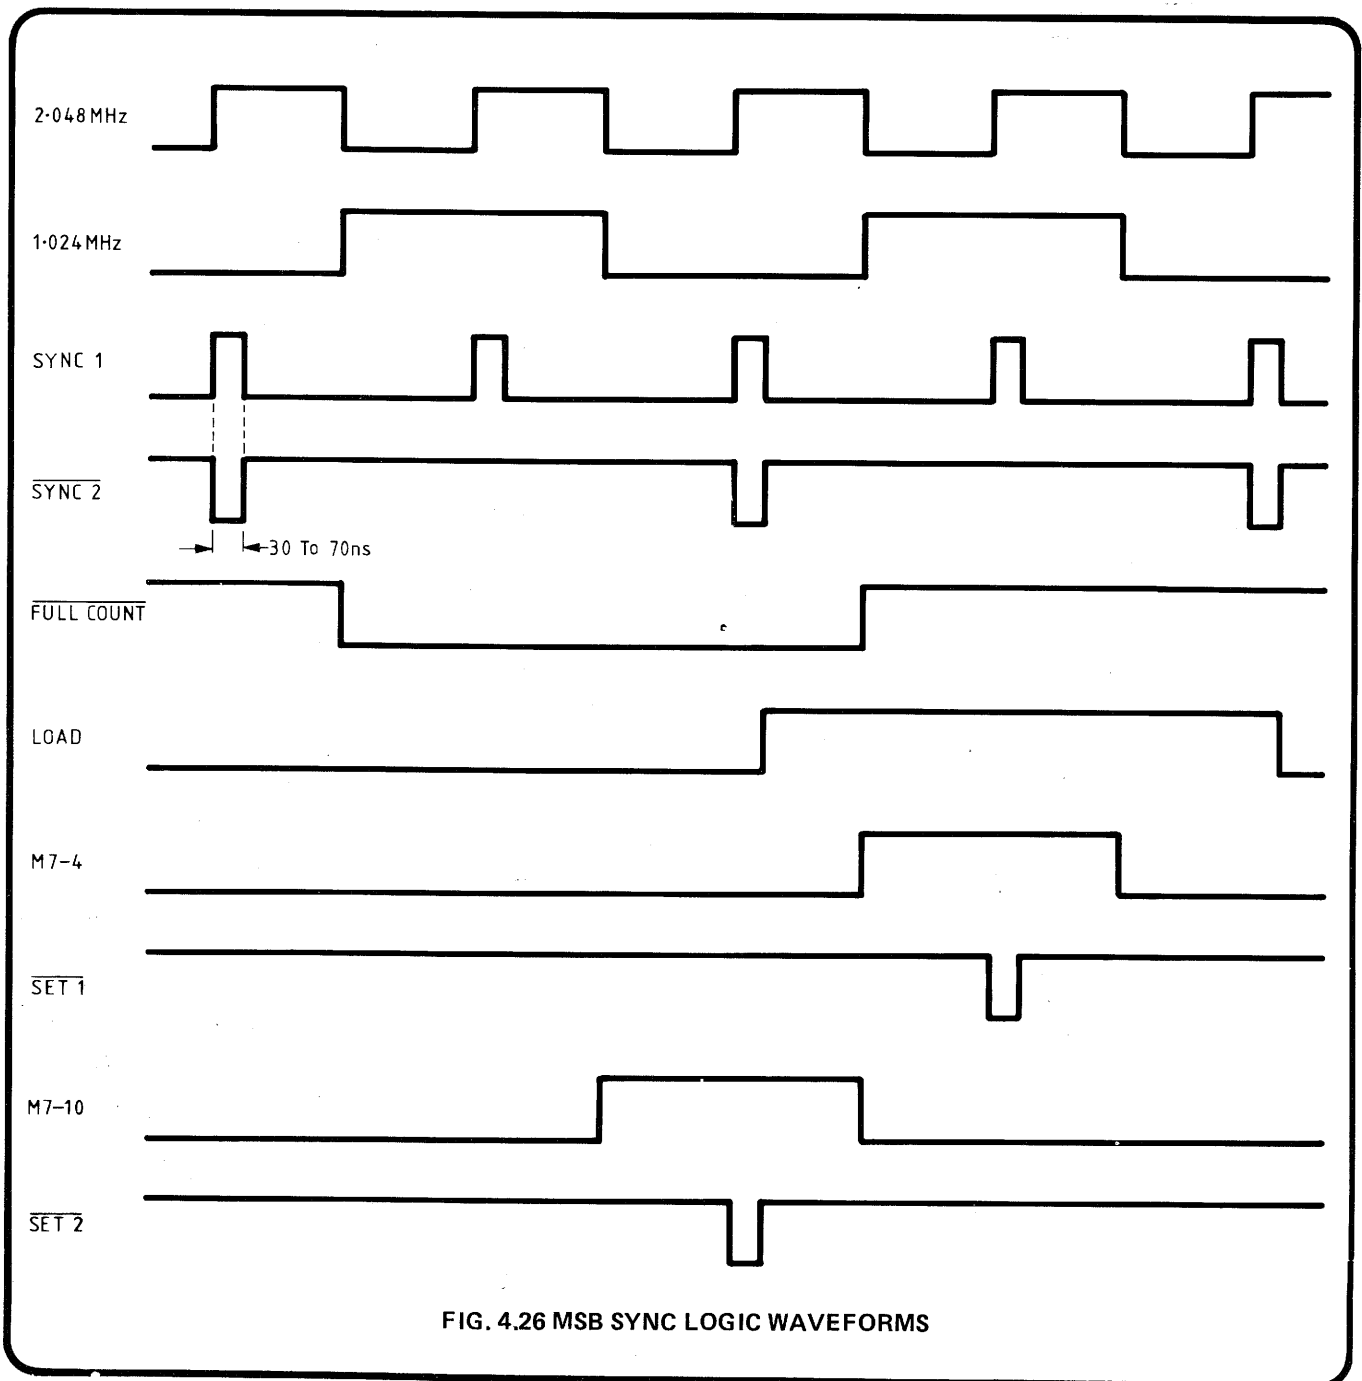 2·048MHz
1·024MHz
SYNC 1
SYNC 2
30 To 70ns
FULL COUNT
LOAD
M7-4
SET 1
M7-10
SET 2
FIG. 4.26 MSB SYNC LOGIC WAVEFORMS